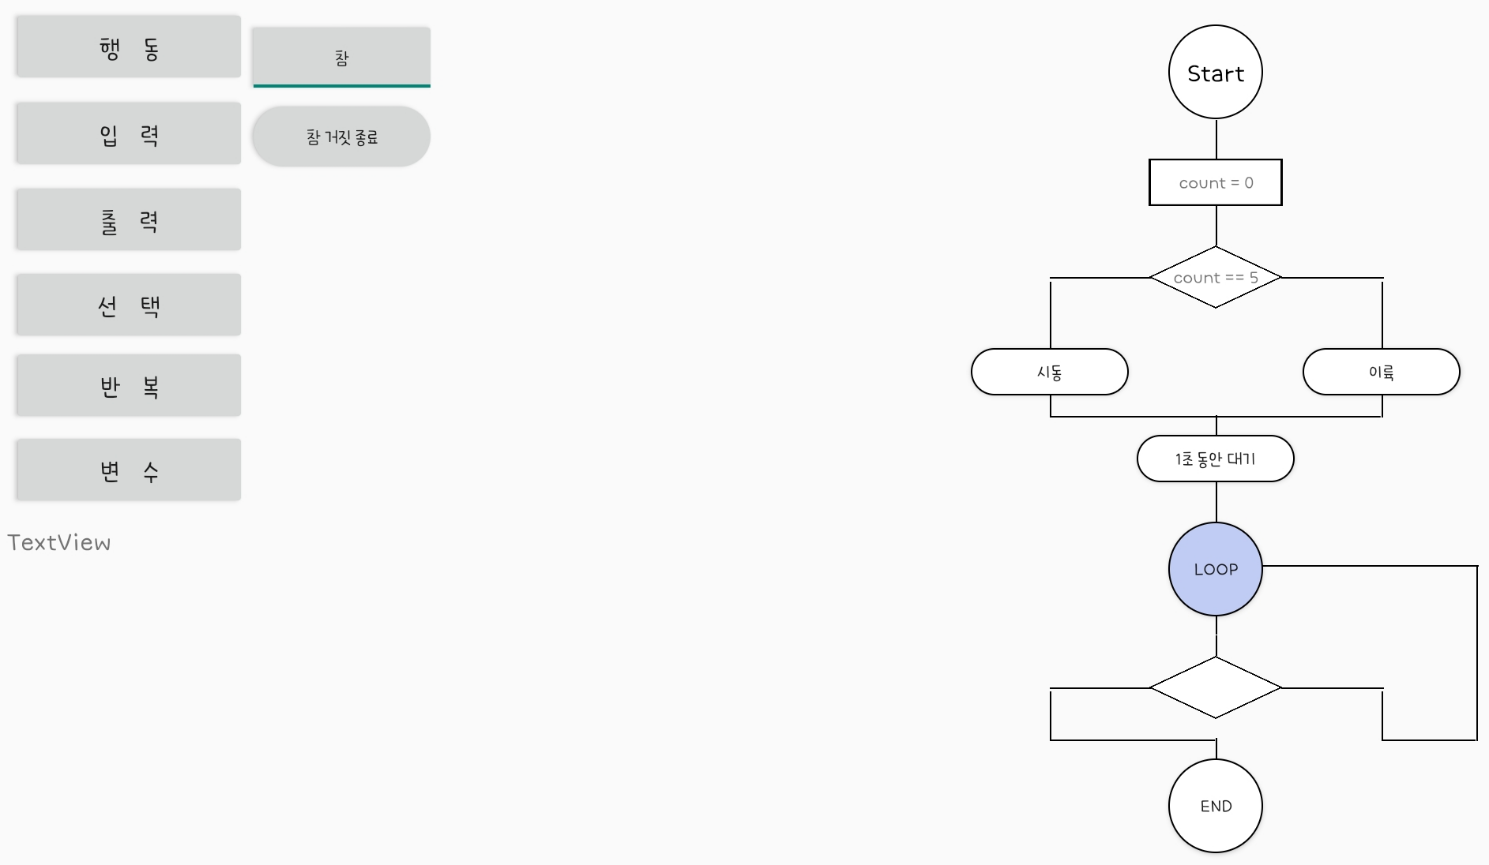 행 동
입 력
출 력
선 택
반 복
변 수
TextView
참
참 거짓 종료
Start
count = 0
count == 5
시동
이륙
1초 동안 대기
LOOP
END